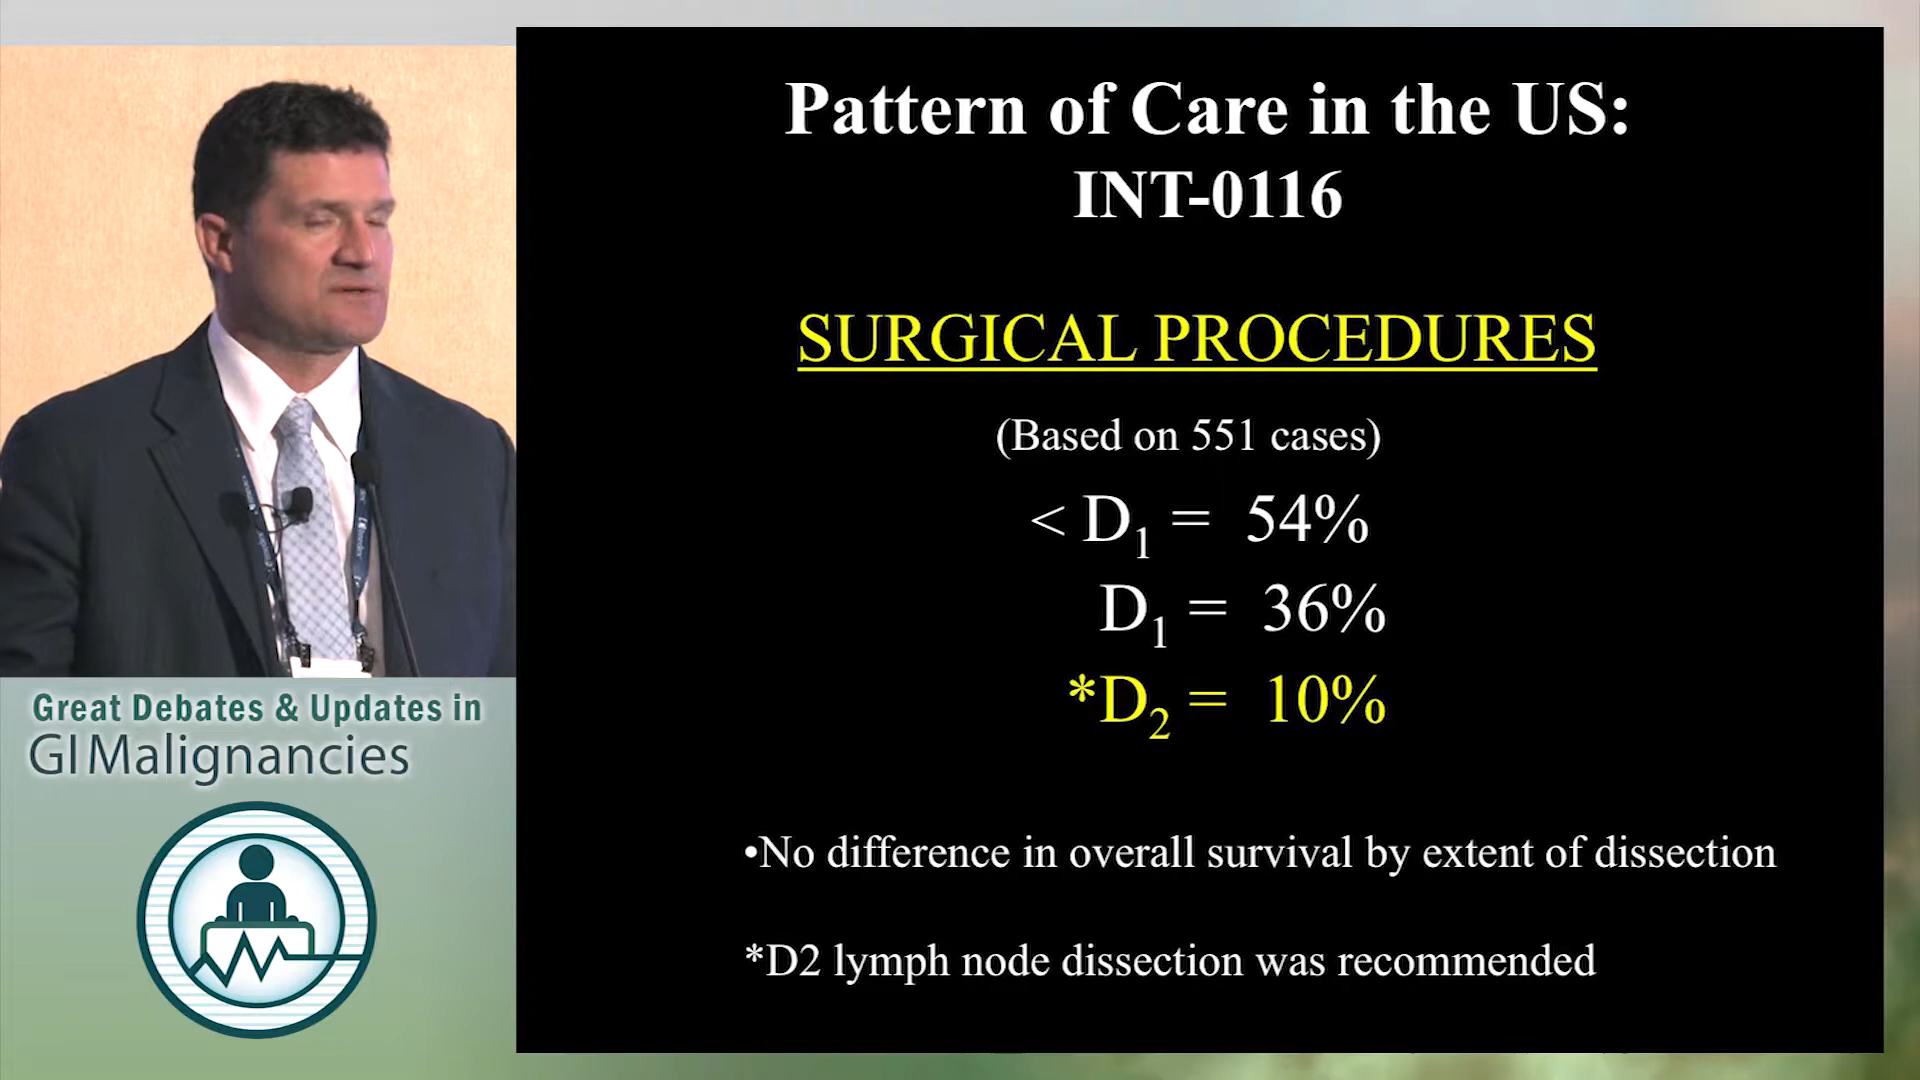 Pattern of Care in the US:
INT-0116
SURGICAL PROCEDURES
(Based on 551 cases)
< D₁ = 54%
D₁ = 36%
*D₂ = 10%
•No difference in overall survival by extent of dissection
*D2 lymph node dissection was recommended
Great Debates & Updates in
GI Malignancies